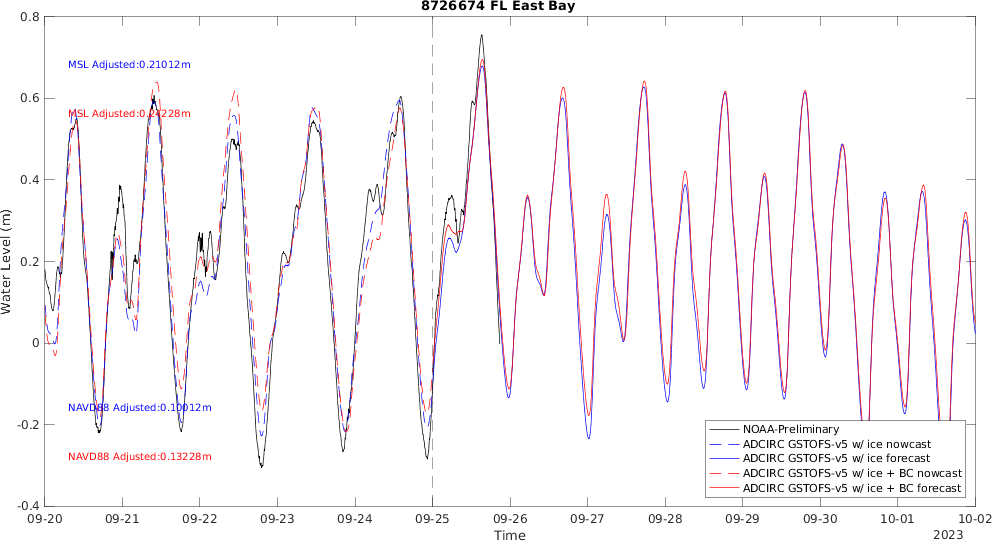 8726674 FL East Bay
0.8
0.6
0.4
0.2
0
-0.2
-0.4
Water Level (m)
MSL Adjusted:0.21012m
MSL Adjusted:0.24228m
NAVD88 Adjusted:0.10012m
NAVD88 Adjusted:0.13228m
NOAA-Preliminary
ADCIRC GSTOFS-v5 w/ ice nowcast
ADCIRC GSTOFS-v5 w/ ice forecast
ADCIRC GSTOFS-v5 w/ ice + BC nowcast
ADCIRC GSTOFS-v5 w/ ice + BC forecast
09-20 09-21 09-22 09-23 09-24 09-25 09-26 09-27 09-28 09-29 09-30 10-01 10-02
Time
2023